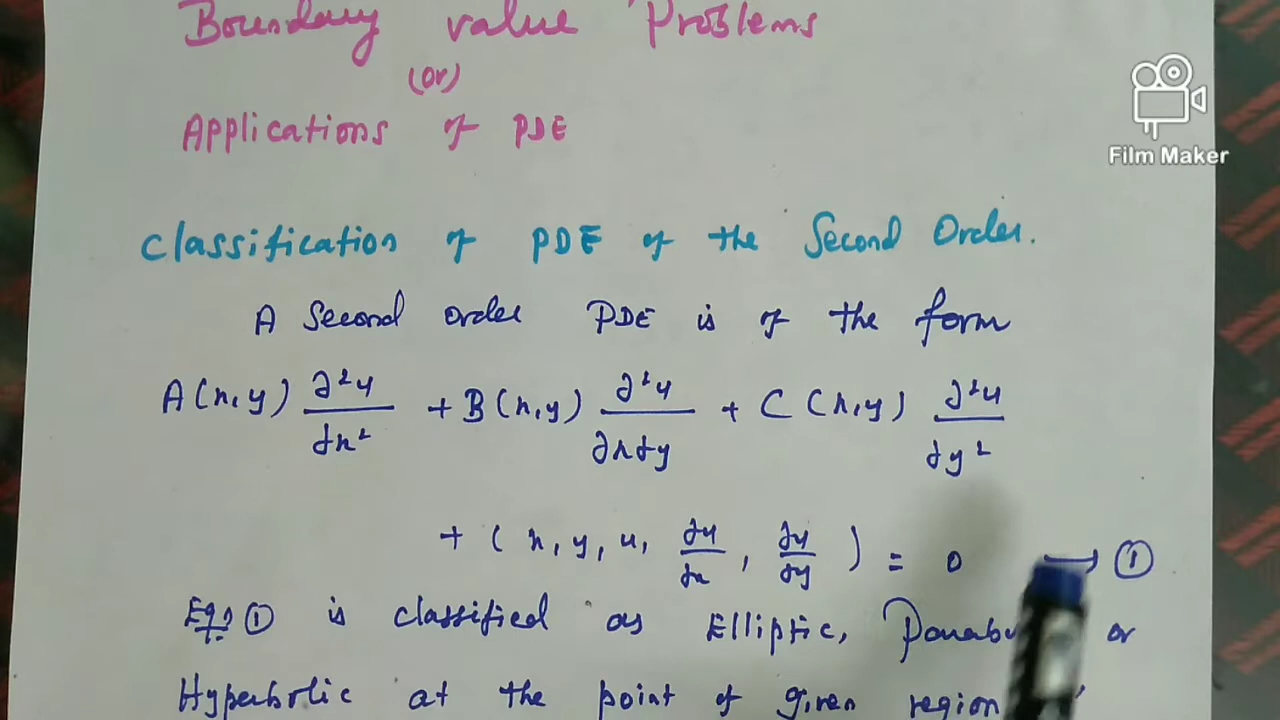 Boundary value Problems
(or)
Applications of PDE
Film Maker
Classification of PDE of the Second Order.
A Second order PDE is of the form
A(x,y) ∂²u/∂x² + B(x,y) ∂²u/∂x∂y + C(x,y) ∂²u/∂y²
+ (x, y, u, ∂u/∂x, ∂u/∂y) = 0 → ①
Eqn ① is classified as Elliptic, or
Hyperbolic at the point of given region